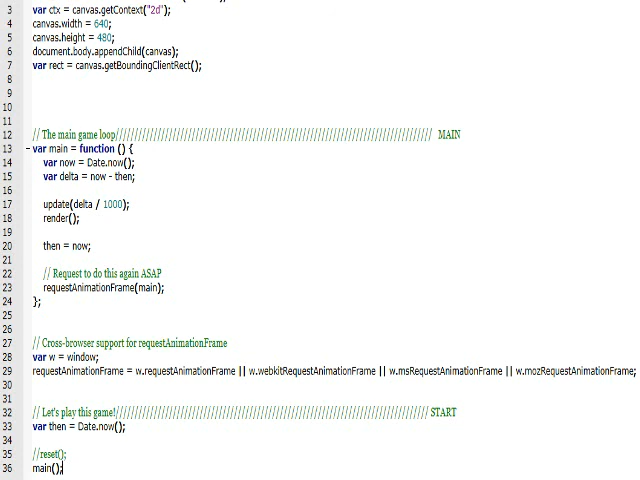 3 var ctx = canvas.getContext("2d");
4 canvas.width = 640;
5 canvas.height = 480;
6 document.body.appendChild(canvas);
7 var rect = canvas.getBoundingClientRect();
8
9
10
11
12 // The main game loop//////////////////////////////////////////////////////////////////////////////////// MAIN
13 var main = function () {
14 var now = Date.now();
15 var delta = now - then;
16
17 update(delta / 1000);
18 render();
19
20 then = now;
21
22 // Request to do this again ASAP
23 requestAnimationFrame(main);
24 };
25
26
27 // Cross-browser support for requestAnimationFrame
28 var w = window;
29 requestAnimationFrame = w.requestAnimationFrame || w.webkitRequestAnimationFrame || w.msRequestAnimationFrame || w.mozRequestAnimationFrame;
30
31
32 // Let's play this game!/////////////////////////////////////////////////////////////////////////////////// START
33 var then = Date.now();
34
35 //reset();
36 main();